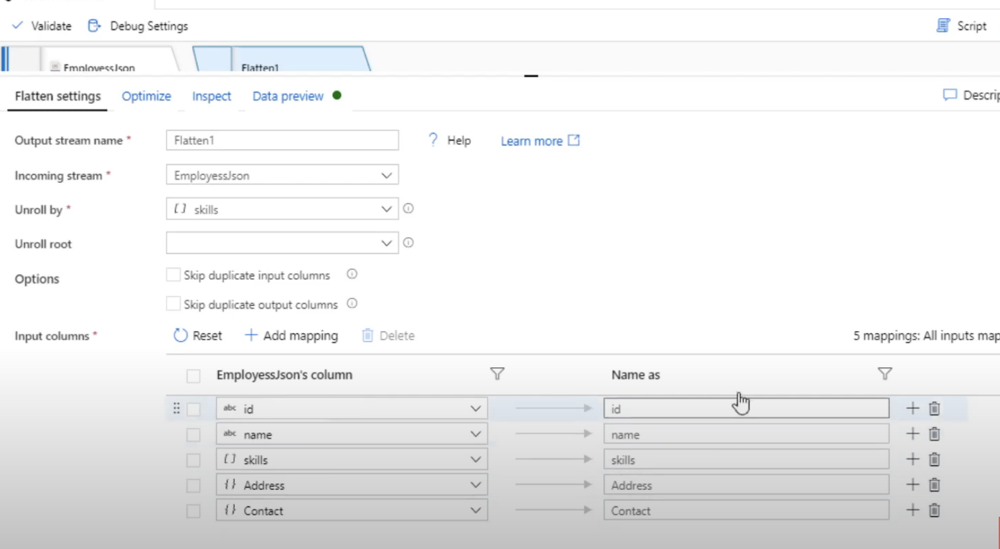 Validate Debug Settings Script
EmployessJson Flatten1
Flatten settings Optimize Inspect Data preview Descrip
Output stream name * Flatten1 ? Help Learn more
Incoming stream * EmployessJson
Unroll by * [ ] skills
Unroll root
Options Skip duplicate input columns
Skip duplicate output columns
Input columns * Reset + Add mapping Delete 5 mappings: All inputs map
EmployessJson's column Name as
abc id id
abc name name
[ ] skills skills
{ } Address Address
{ } Contact Contact